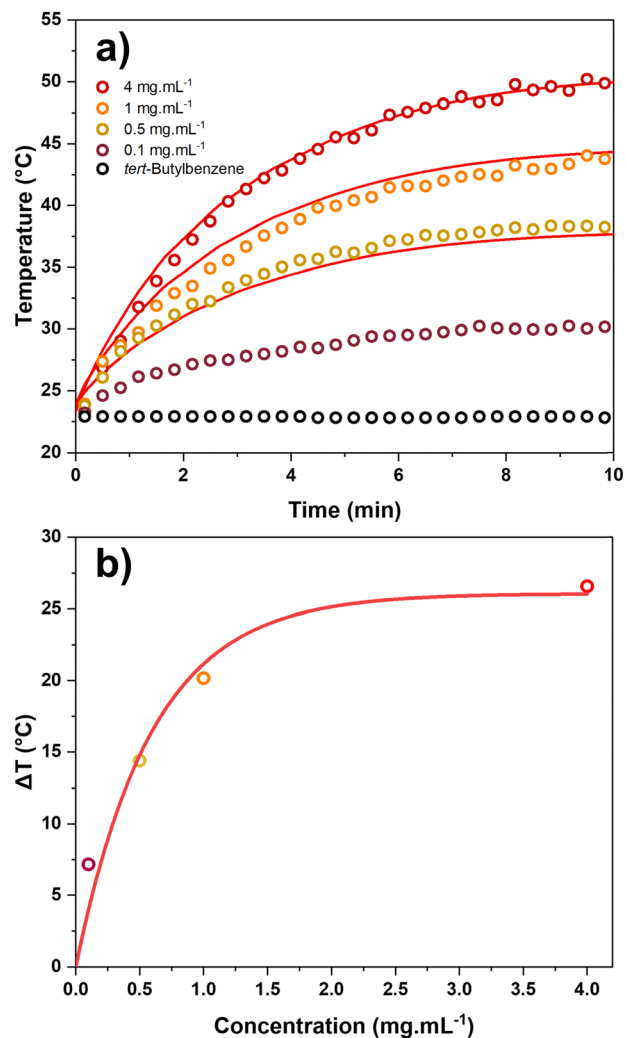 a)
4 mg.mL⁻¹
1 mg.mL⁻¹
0.5 mg.mL⁻¹
0.1 mg.mL⁻¹
tert-Butylbenzene
55
50
45
40
35
30
25
20
Temperature (°C)
0 2 4 6 8 10
Time (min)
b)
30
25
20
15
10
5
0
ΔT (°C)
0.0 0.5 1.0 1.5 2.0 2.5 3.0 3.5 4.0
Concentration (mg.mL⁻¹)